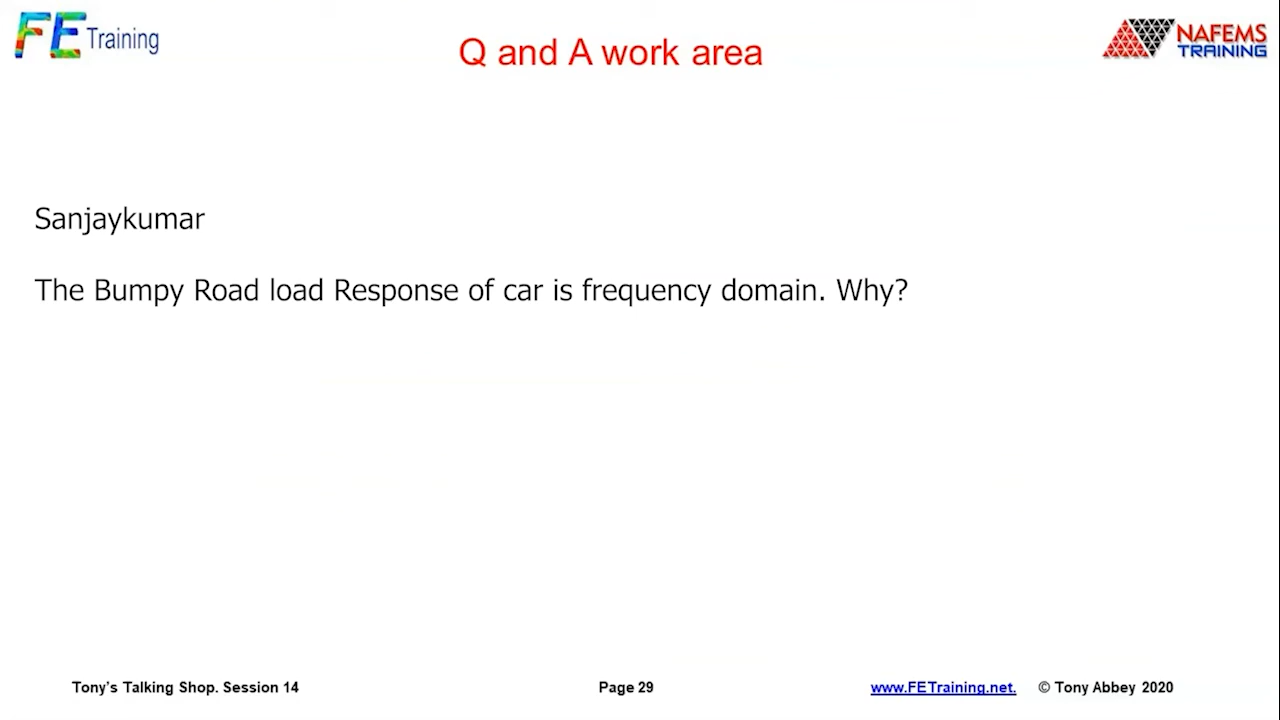 FE Training
Q and A work area
NAFEMS
TRAINING
Sanjaykumar
The Bumpy Road load Response of car is frequency domain. Why?
Tony's Talking Shop. Session 14
Page 29
www.FETraining.net.
© Tony Abbey 2020